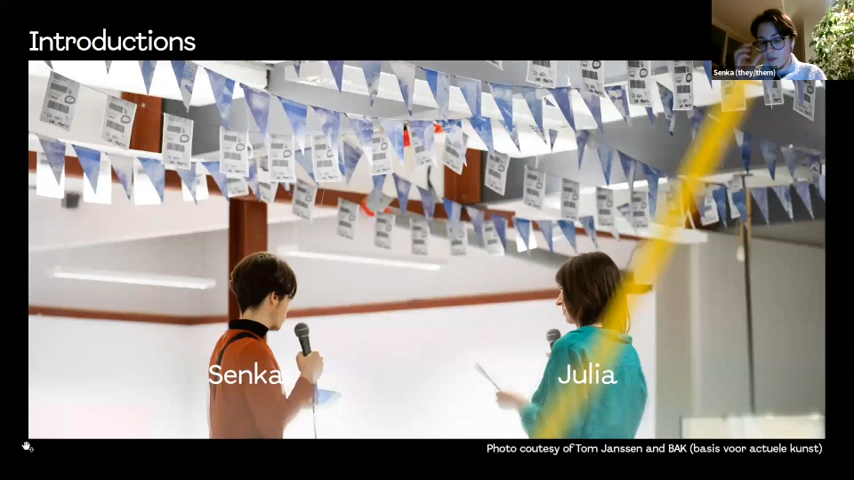 Introductions
Senka (they/them)
Senka
Julia
Photo coutesy of Tom Janssen and BAK (basis voor actuele kunst)